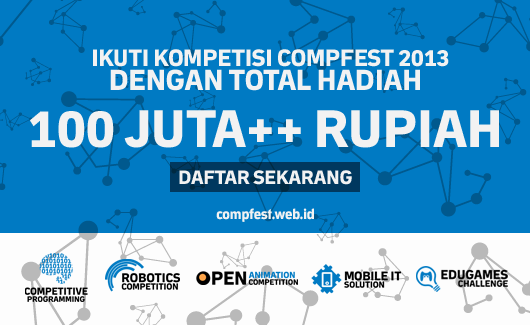 IKUTI KOMPETISI COMPFEST 2013
DENGAN TOTAL HADIAH
100 JUTA++ RUPIAH
DAFTAR SEKARANG
compfest.web.id
COMPETITIVE
PROGRAMMING
ROBOTICS
COMPETITION
OPEN ANIMATION
COMPETITION
MOBILE IT
SOLUTION
EDUGAMES
CHALLENGE